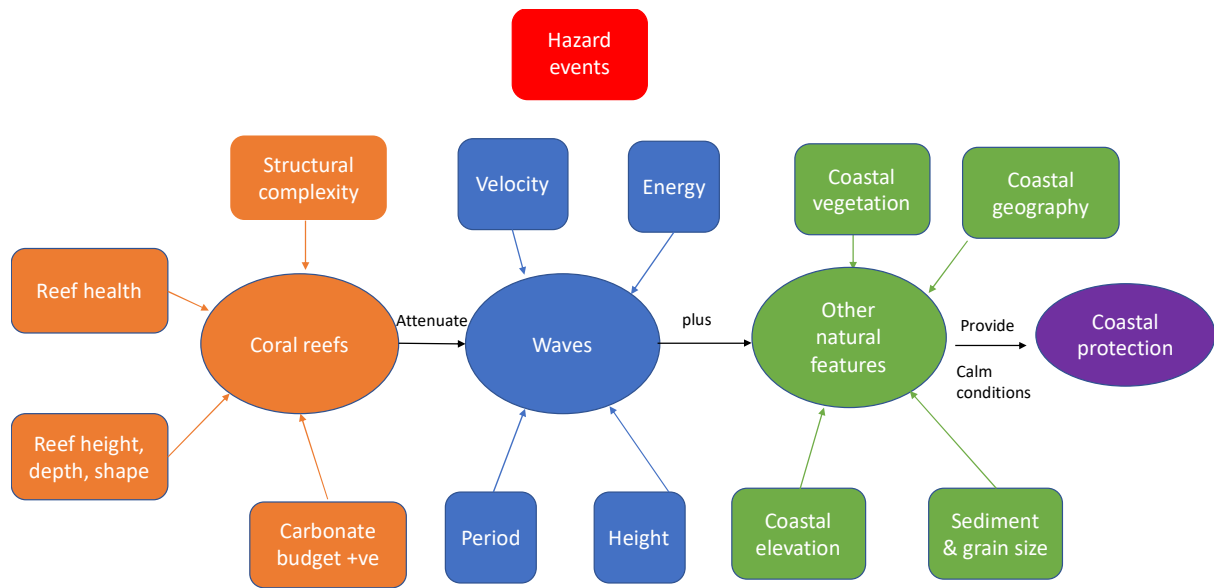 Hazard
events
Structural
complexity
Velocity
Energy
Coastal
vegetation
Coastal
geography
Reef health
Coral reefs
Attenuate
Waves
plus
Other
natural
features
Provide
Calm
conditions
Coastal
protection
Reef height,
depth, shape
Carbonate
budget +ve
Period
Height
Coastal
elevation
Sediment
& grain size